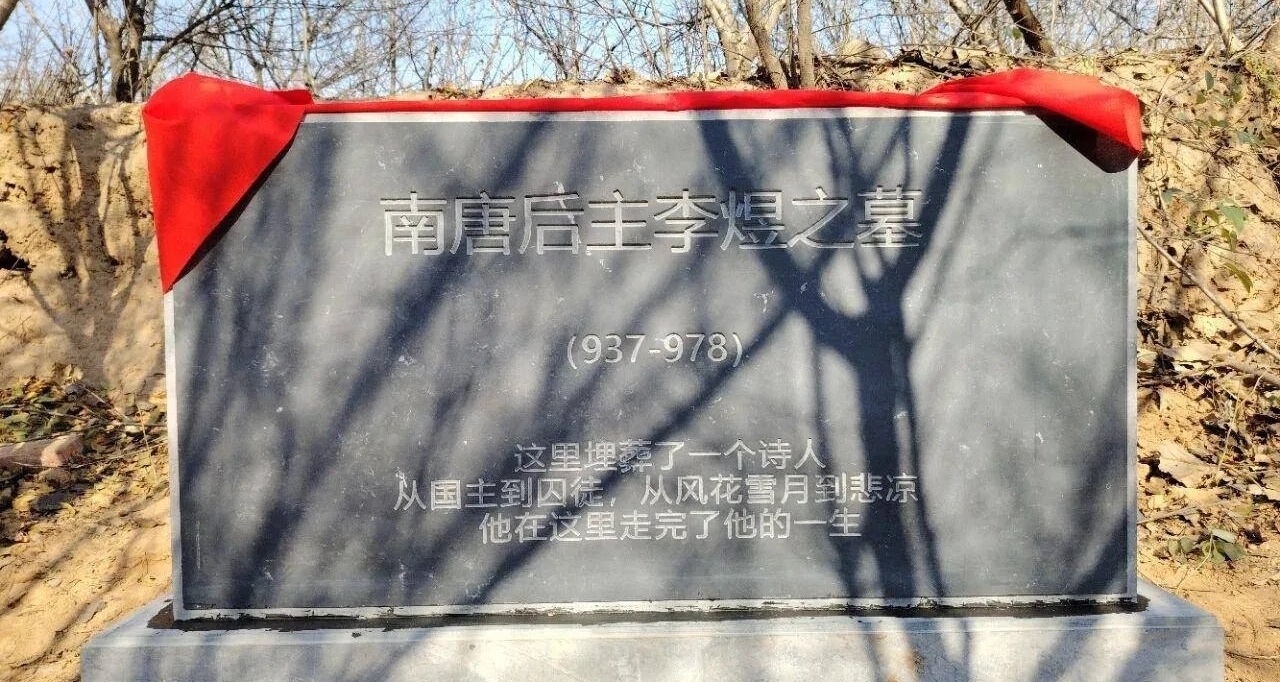 南唐后主李煜之墓
(937-978)
这里埋葬了一个诗人
从国主到囚徒，从风花雪月到悲凉
他在这里走完了他的一生